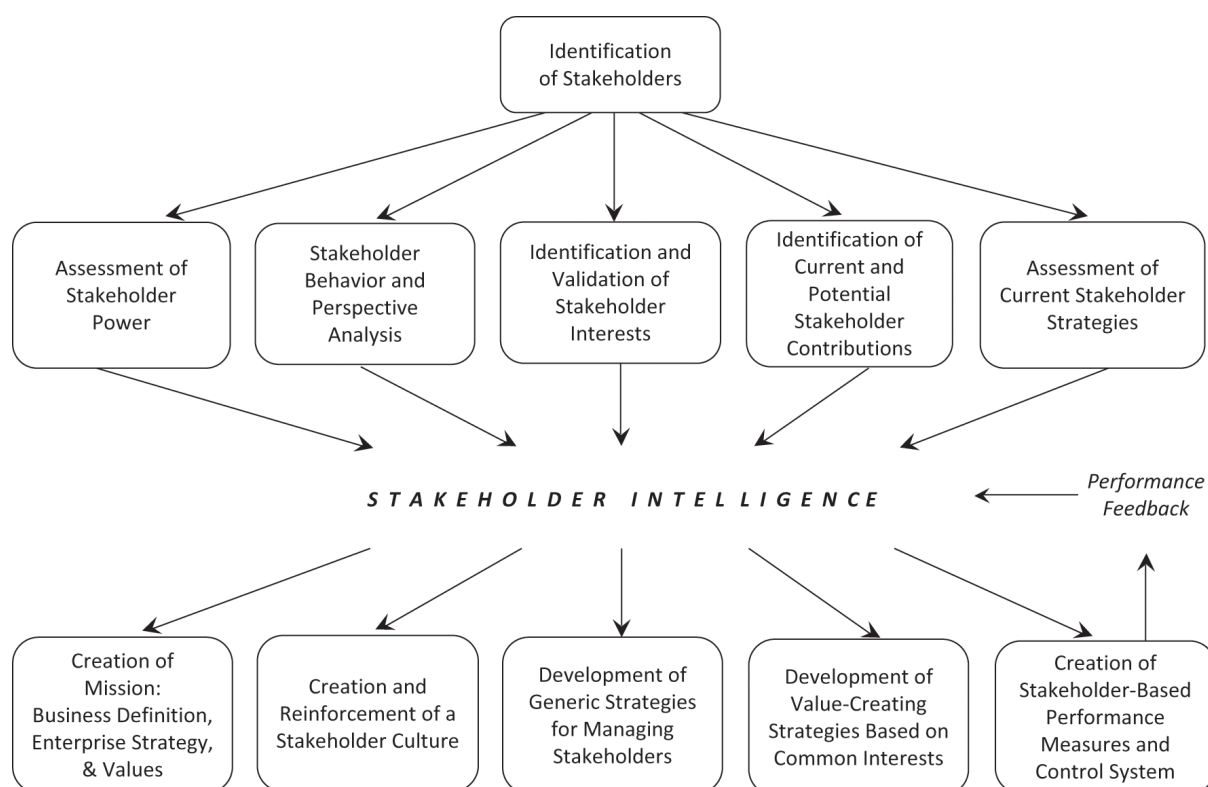 Identification
of Stakeholders
Assessment of
Stakeholder
Power
Stakeholder
Behavior and
Perspective
Analysis
Identification and
Validation of
Stakeholder
Interests
Identification of
Current and
Potential
Stakeholder
Contributions
Assessment of
Current Stakeholder
Strategies
STAKEHOLDER INTELLIGENCE
Performance
Feedback
Creation of
Mission:
Business Definition,
Enterprise Strategy,
& Values
Creation and
Reinforcement of a
Stakeholder Culture
Development of
Generic Strategies
for Managing
Stakeholders
Development of
Value-Creating
Strategies Based on
Common Interests
Creation of
Stakeholder-Based
Performance
Measures and
Control System